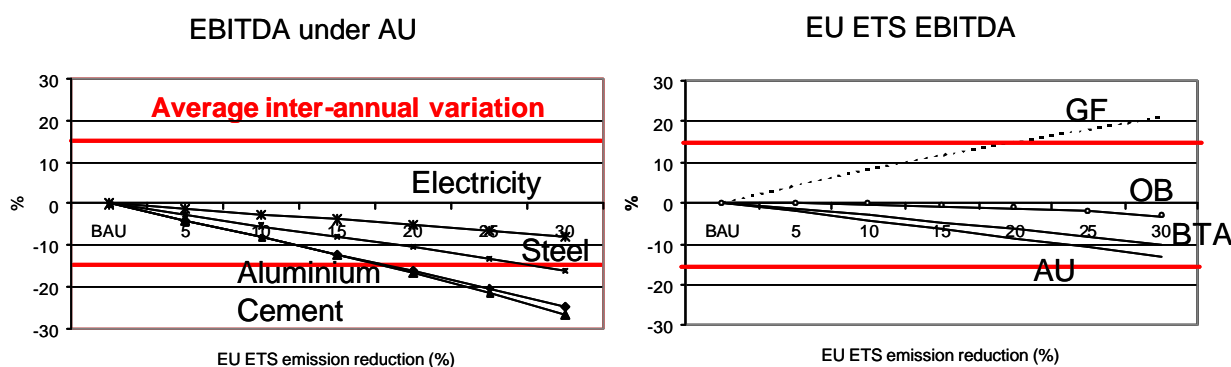 EBITDA under AU
30
20
10
0
-10
-20
-30
%
Average inter-annual variation
Electricity
BAU 5 10 15 20 25 30
Steel
Aluminium
Cement
EU ETS emission reduction (%)
EU ETS EBITDA
30
20
10
0
-10
-20
-30
%
GF
OB
BAU 5 10 15 20 25 30
BTA
AU
EU ETS emission reduction (%)